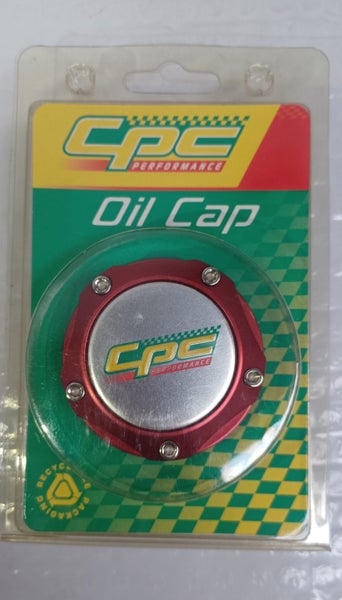 CPC
PERFORMANCE
Oil Cap
CPC
PERFORMANCE
RECYCLABLE
PACKAGING